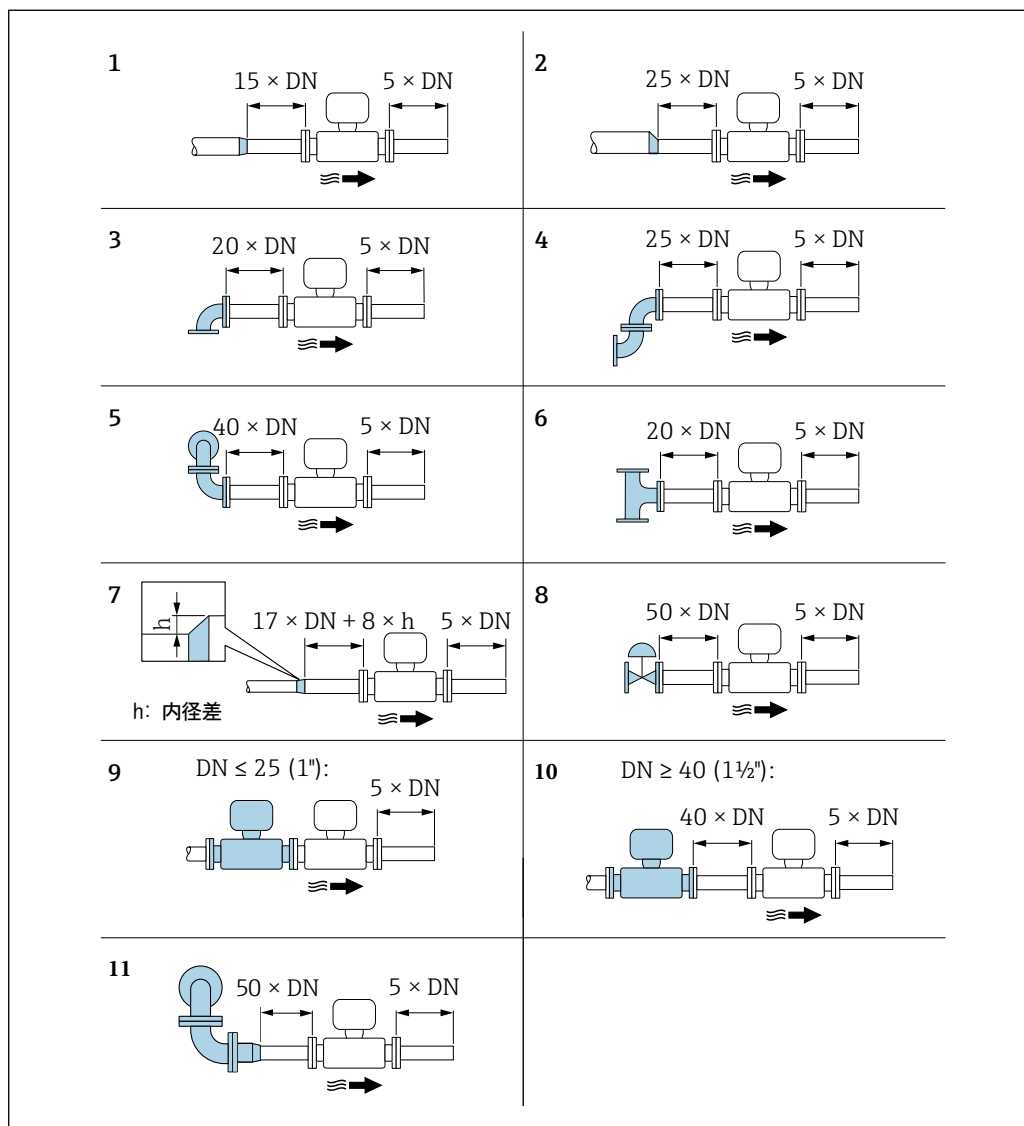 1
15 × DN
5 × DN
2
25 × DN
5 × DN
3
20 × DN
5 × DN
4
25 × DN
5 × DN
5
40 × DN
5 × DN
6
20 × DN
5 × DN
7
h
17 × DN + 8 × h
5 × DN
h: 内径差
8
50 × DN
5 × DN
9
DN ≤ 25 (1"):
5 × DN
10
DN ≥ 40 (1½"):
40 × DN
5 × DN
11
50 × DN
5 × DN